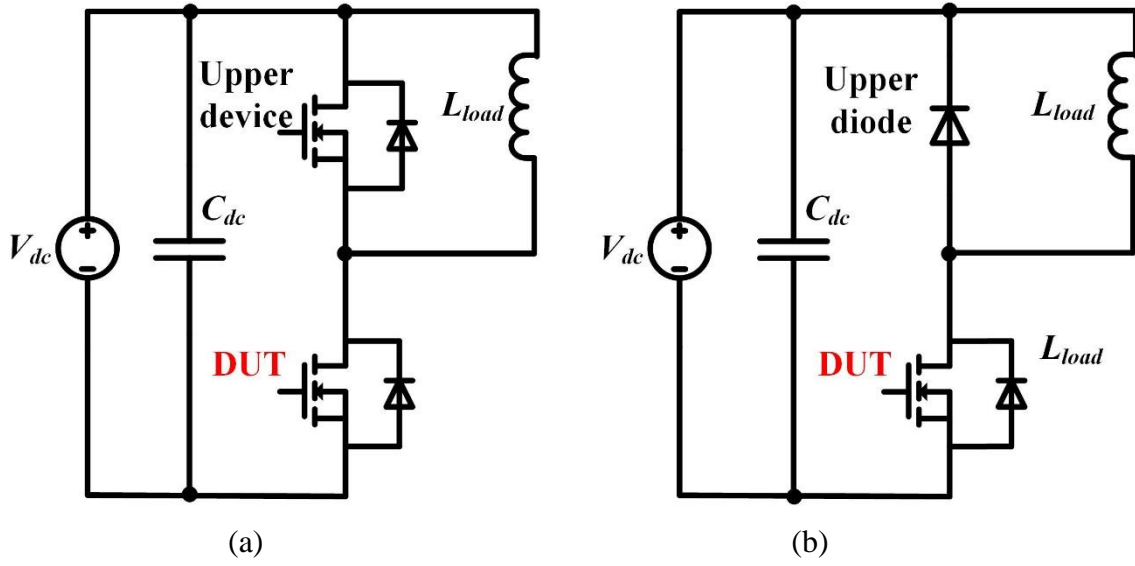 Upper
device
L_load
C_dc
+
V_dc
-
DUT
(a)
Upper
diode
L_load
C_dc
+
V_dc
-
DUT
L_load
(b)